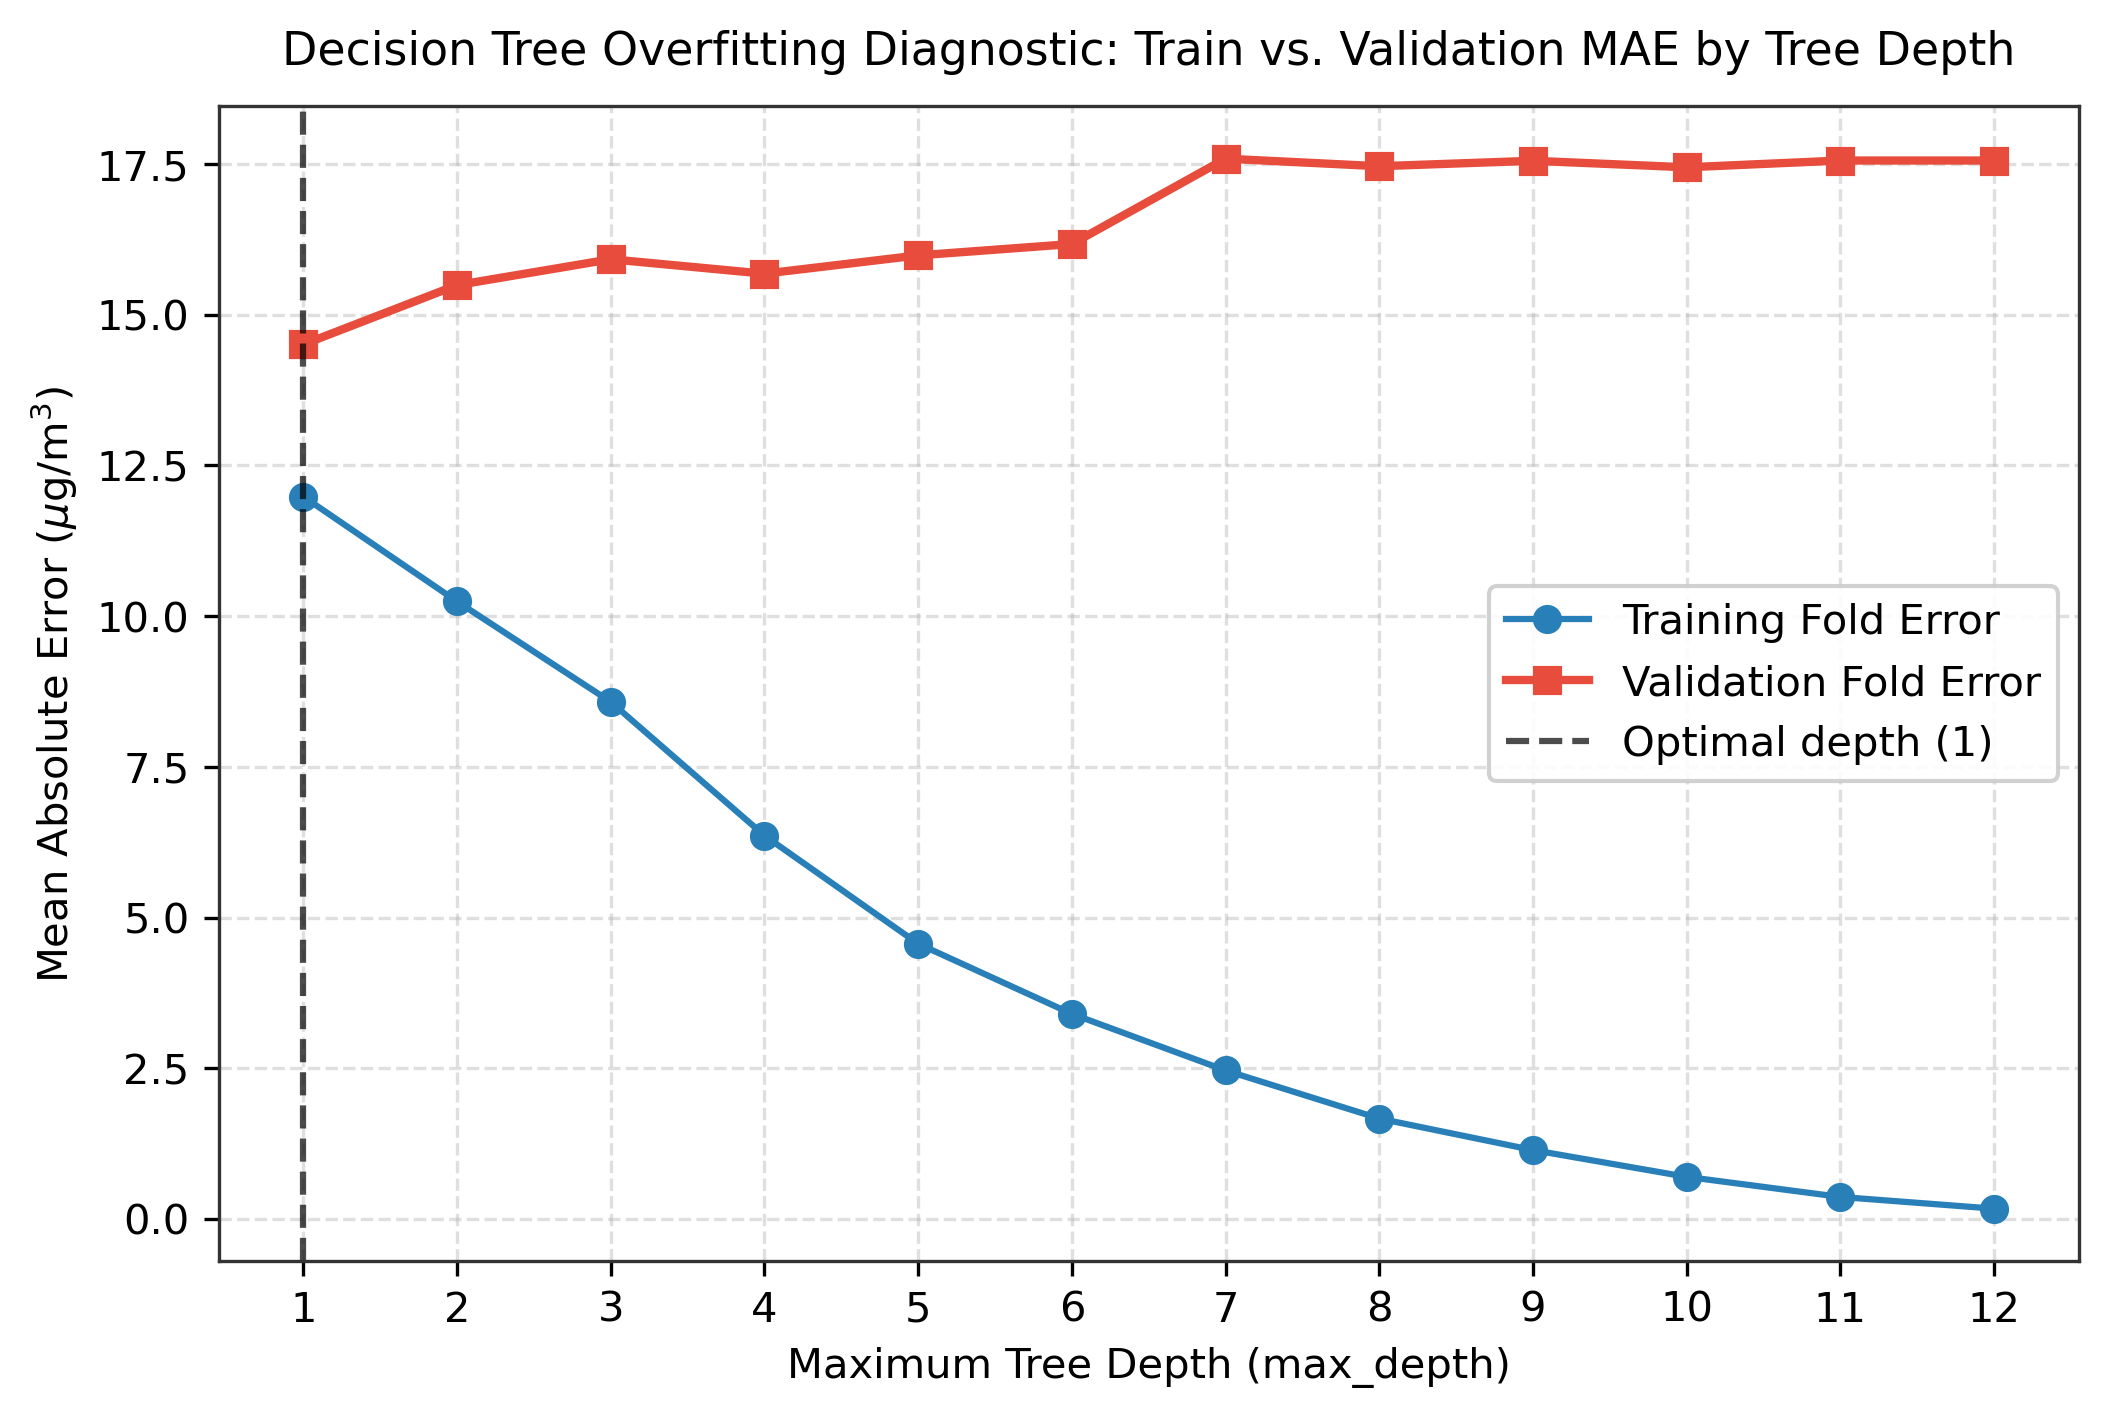 Decision Tree Overfitting Diagnostic: Train vs. Validation MAE by Tree Depth
Mean Absolute Error (µg/m³)
17.5
15.0
12.5
10.0
7.5
5.0
2.5
0.0
Training Fold Error
Validation Fold Error
Optimal depth (1)
1 2 3 4 5 6 7 8 9 10 11 12
Maximum Tree Depth (max_depth)